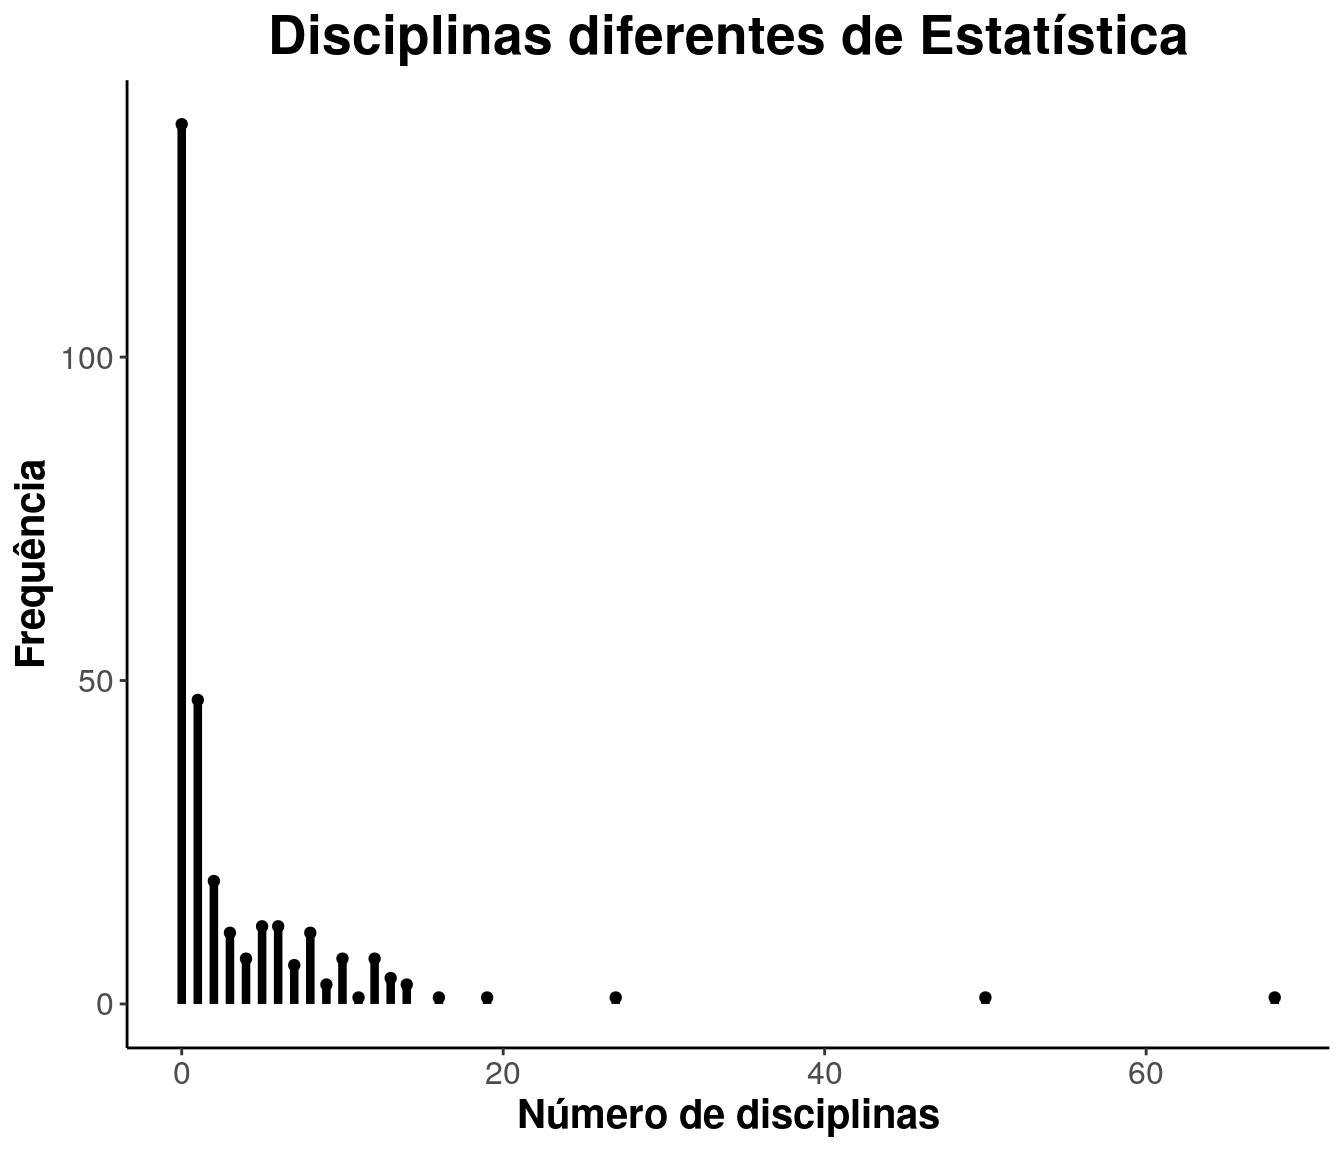 Disciplinas diferentes de Estatística
Frequência
100
50
0
0 20 40 60
Número de disciplinas